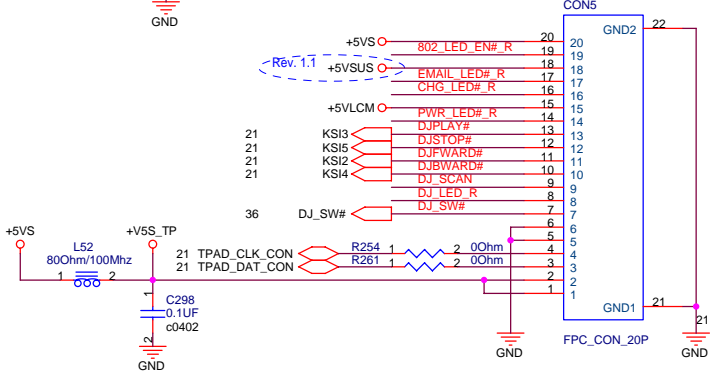 GND
CON5
+5VS 20 20 GND2 22
802_LED_EN#_R 19 19
Rev. 1.1 +5VSUS 18 18
EMAIL_LED#_R 17 17
CHG_LED#_R 16 16
+5VLCM 15 15
PWR_LED#_R 14 14
21 KSI3 DJPLAY# 13 13
21 KSI5 DJSTOP# 12 12
21 KSI2 DJFWARD# 11 11
21 KSI4 DJBWARD# 10 10
DJ_SCAN 9 9
DJ_LED_R 8 8
36 DJ_SW# DJ_SW# 7 7
6 6
5 5
+5VS +V5S_TP
21 TPAD_CLK_CON R254 1 2 0Ohm 4 4
L52
80Ohm/100Mhz
21 TPAD_DAT_CON R261 1 2 0Ohm 3 3
1 2 2 2
1 1
1 C298
0.1UF
c0402
2
GND1 21
21
GND
GND
FPC_CON_20P
GND